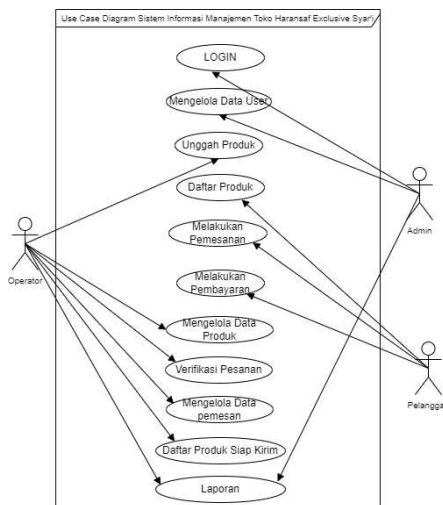 Use Case Diagram Sistem Informasi Manajemen Toko Haransaf Exclusive Syar'i
LOGIN
Mengelola Data User
Unggah Produk
Daftar Produk
Admin
Melakukan
Pemesanan
Operator
Melakukan
Pembayaran
Mengelola Data
Produk
Pelangga
Verifikasi Pesanan
Mengelola Data
pemesan
Daftar Produk Siap Kirim
Laporan